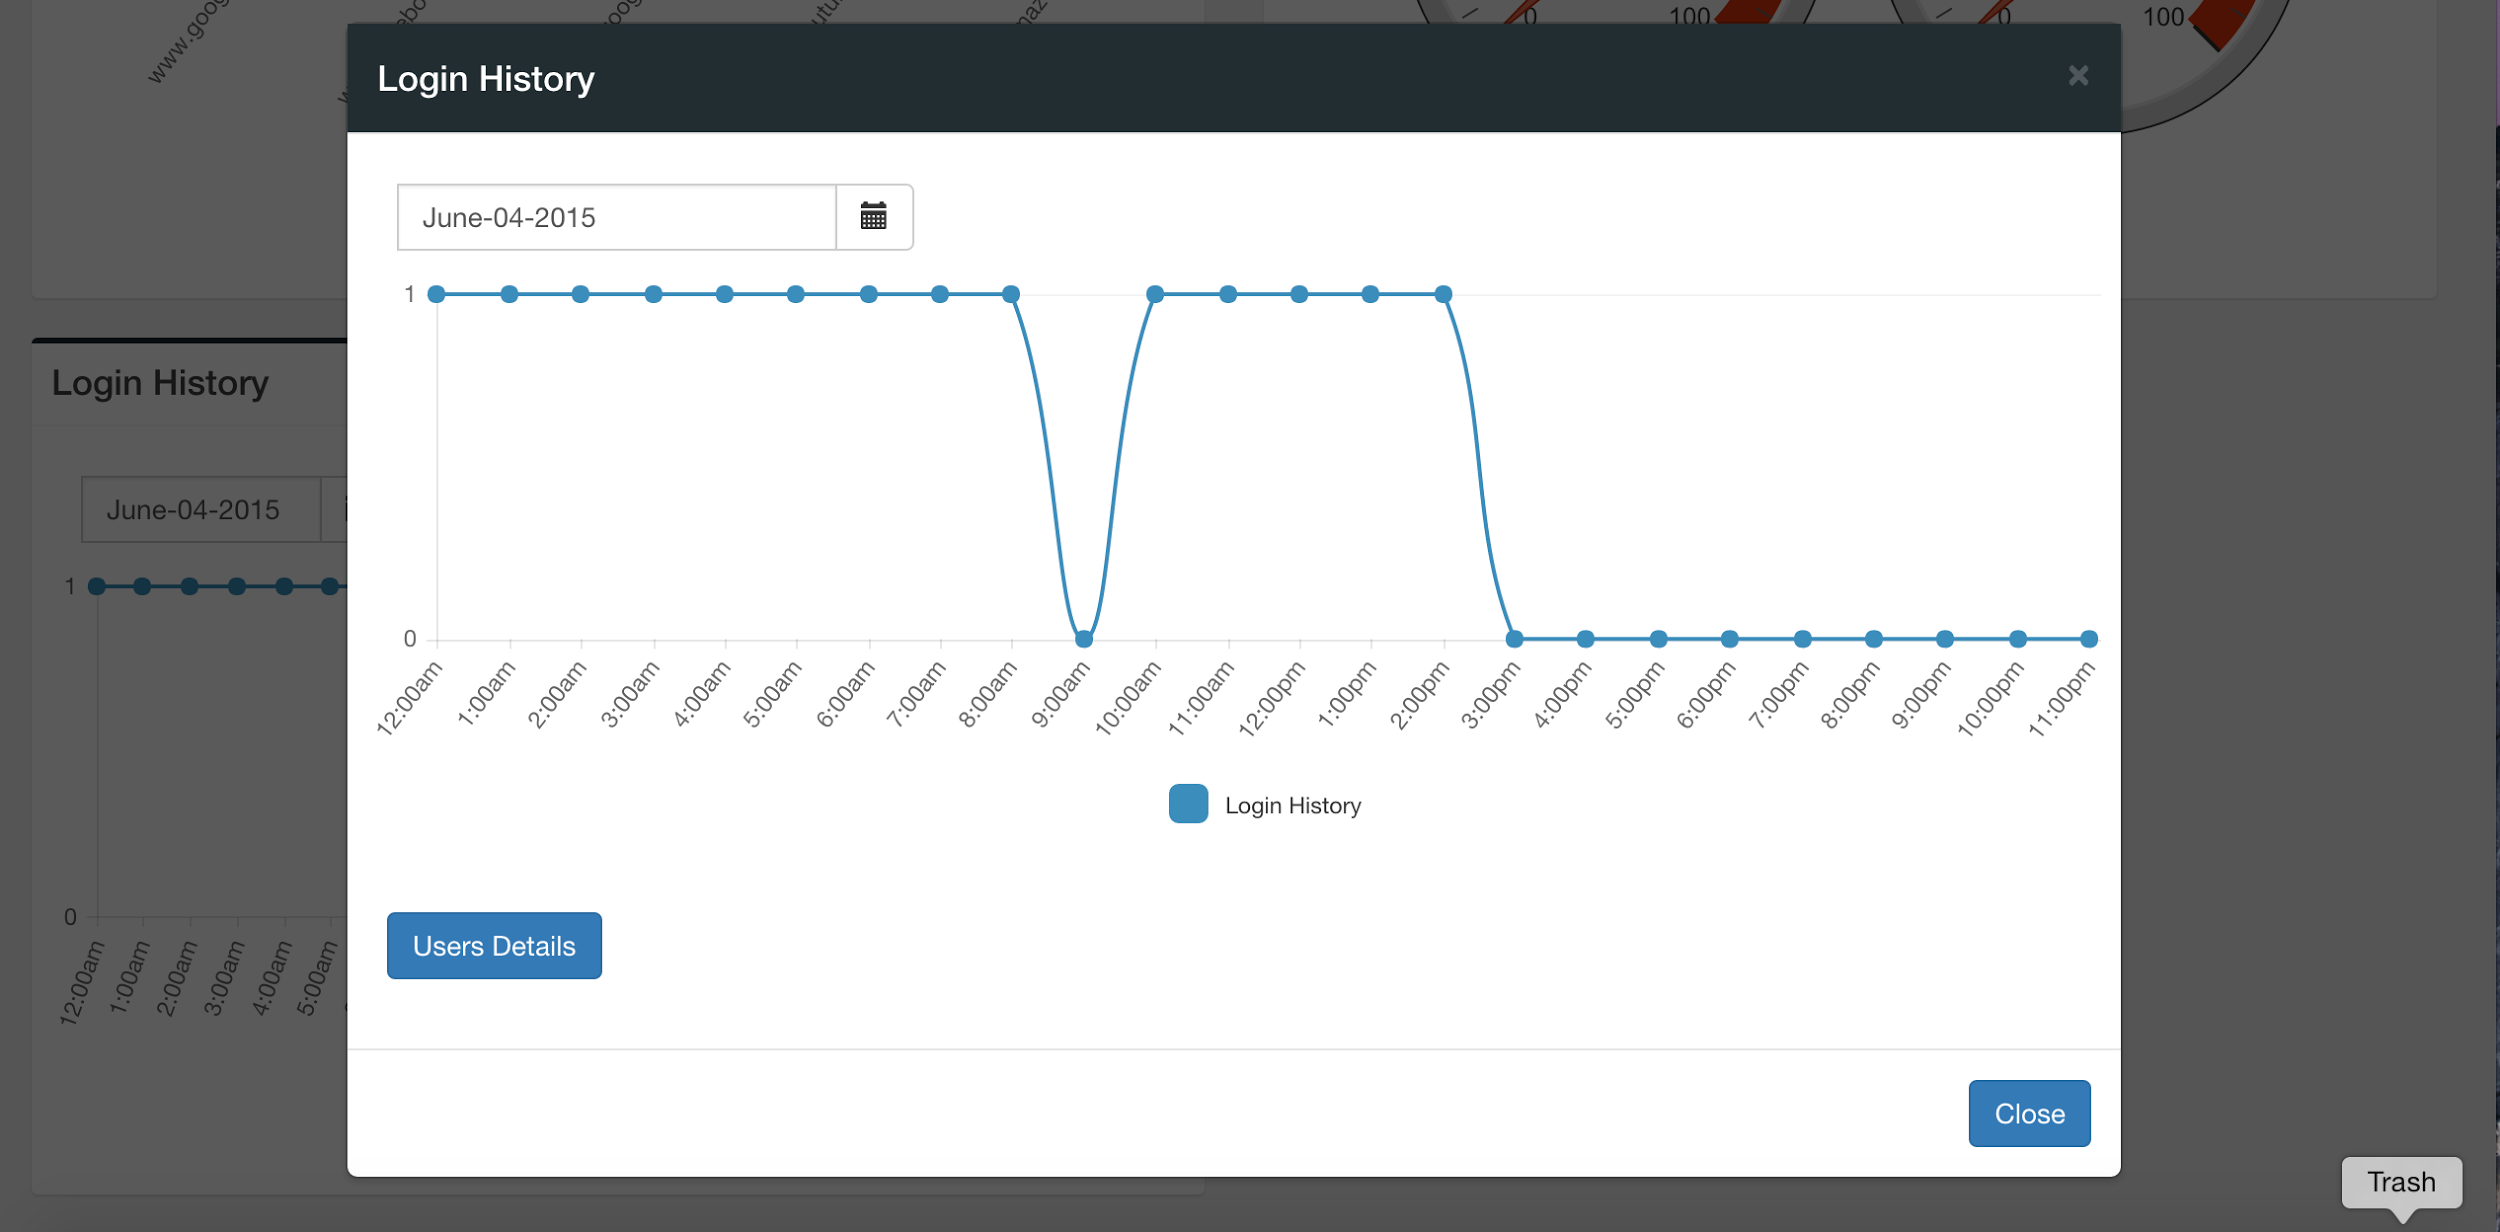 www.goog
0
100
0
100
Login History
×
June-04-2015
1
0
12:00am
1:00am
2:00am
3:00am
4:00am
5:00am
6:00am
7:00am
8:00am
9:00am
10:00am
11:00am
12:00pm
1:00pm
2:00pm
3:00pm
4:00pm
5:00pm
6:00pm
7:00pm
8:00pm
9:00pm
10:00pm
11:00pm
Login History
Users Details
Close
Login History
June-04-2015
1
0
12:00am
1:00am
2:00am
3:00am
4:00am
5:00am
Trash